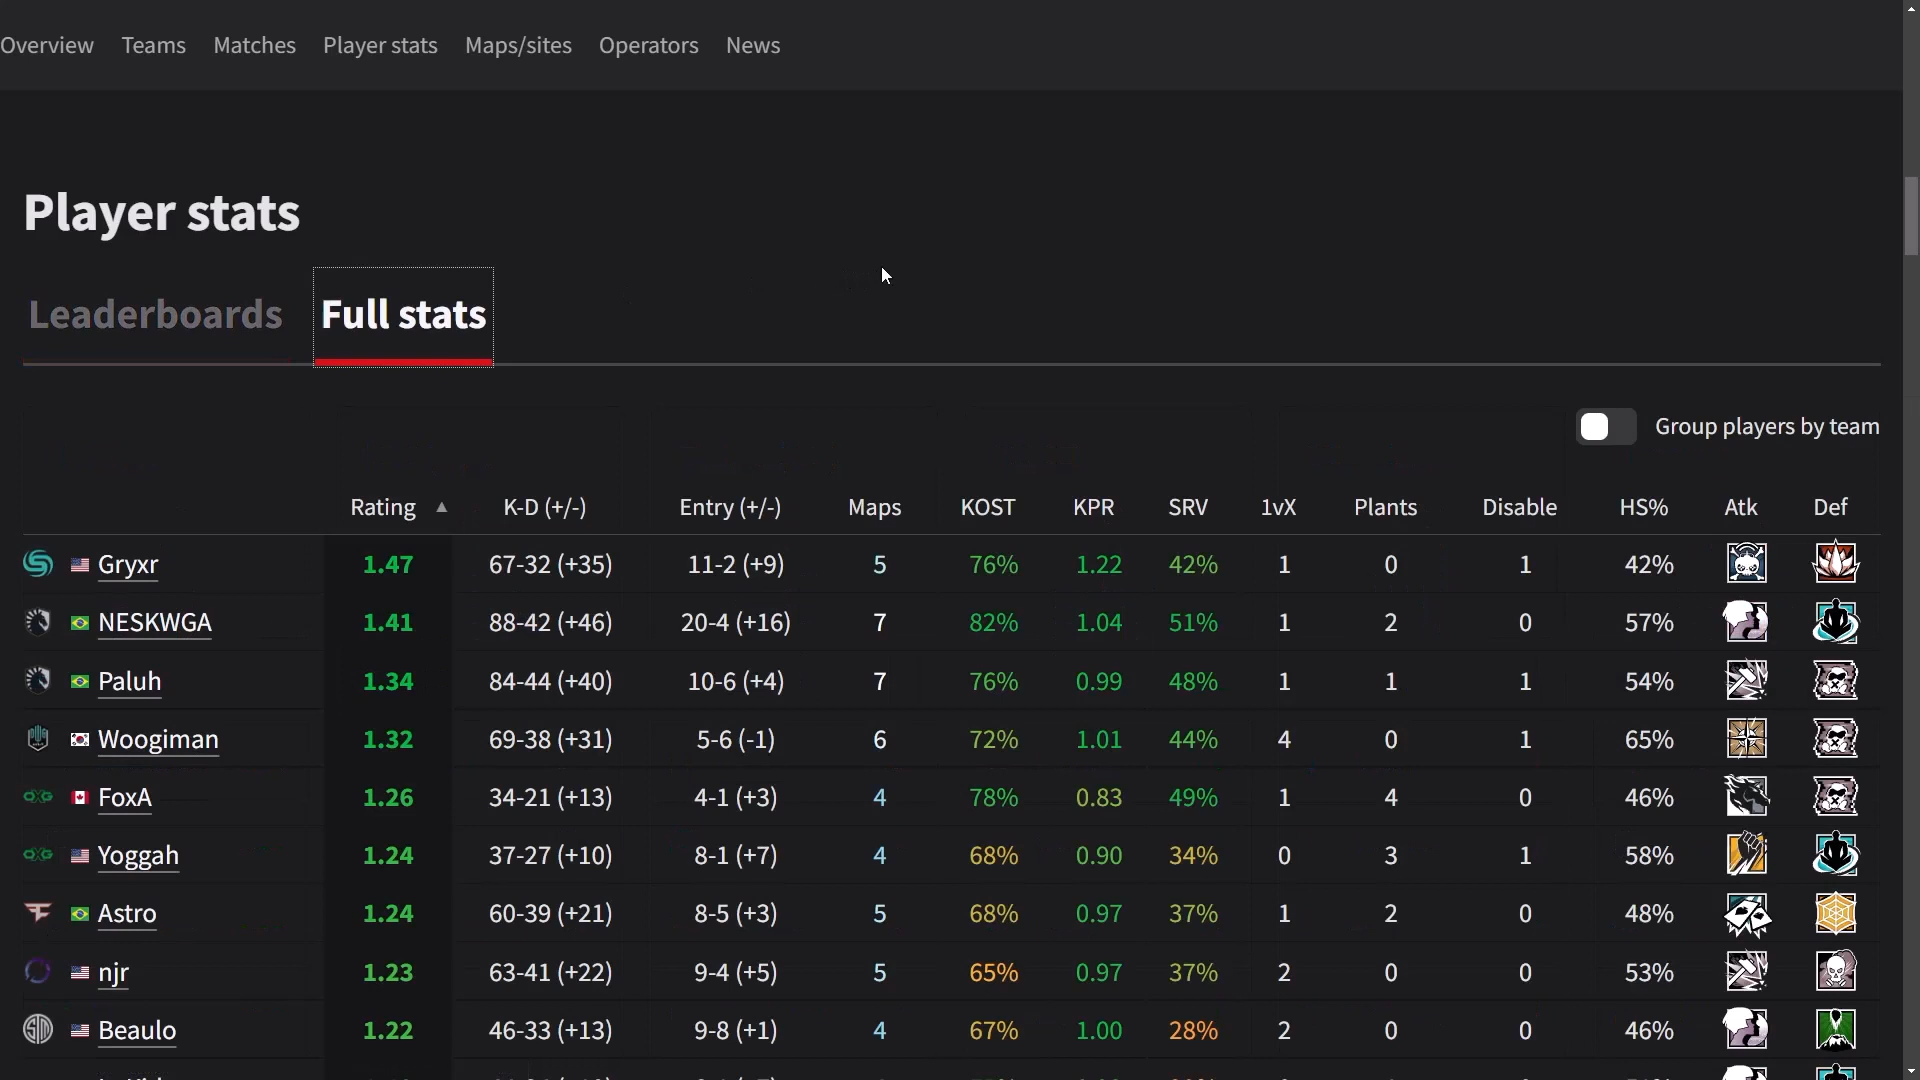 Overview Teams Matches Player stats Maps/sites Operators News
Player stats
Leaderboards Full stats
Group players by team
Rating ▲ K-D (+/-) Entry (+/-) Maps KOST KPR SRV 1vX Plants Disable HS% Atk Def
Gryxr 1.47 67-32 (+35) 11-2 (+9) 5 76% 1.22 42% 1 0 1 42%
NESKWGA 1.41 88-42 (+46) 20-4 (+16) 7 82% 1.04 51% 1 2 0 57%
Paluh 1.34 84-44 (+40) 10-6 (+4) 7 76% 0.99 48% 1 1 1 54%
Woogiman 1.32 69-38 (+31) 5-6 (-1) 6 72% 1.01 44% 4 0 1 65%
FoxA 1.26 34-21 (+13) 4-1 (+3) 4 78% 0.83 49% 1 4 0 46%
Yoggah 1.24 37-27 (+10) 8-1 (+7) 4 68% 0.90 34% 0 3 1 58%
Astro 1.24 60-39 (+21) 8-5 (+3) 5 68% 0.97 37% 1 2 0 48%
njr 1.23 63-41 (+22) 9-4 (+5) 5 65% 0.97 37% 2 0 0 53%
Beaulo 1.22 46-33 (+13) 9-8 (+1) 4 67% 1.00 28% 2 0 0 46%